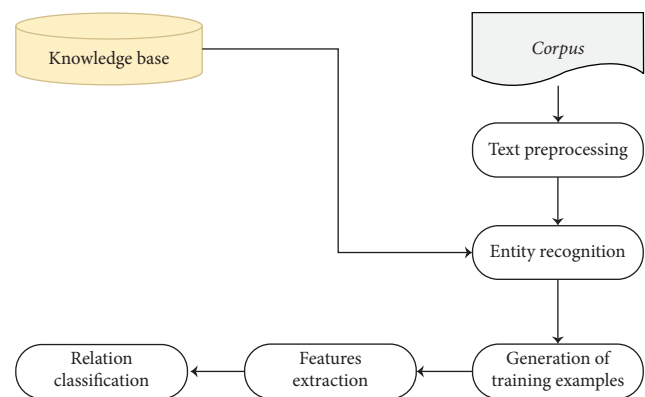 Knowledge base
Corpus
Text preprocessing
Entity recognition
Relation
classification
Features
extraction
Generation of
training examples